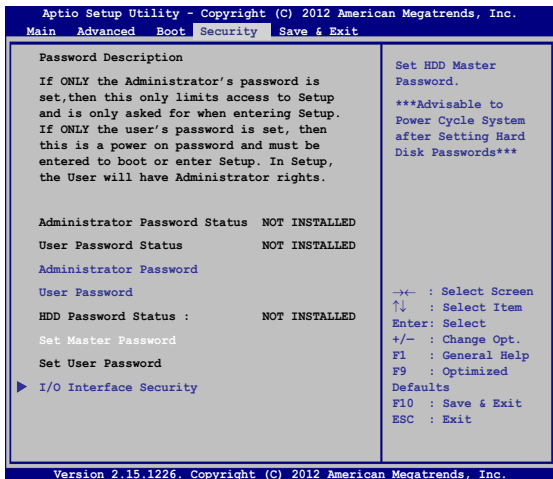 Aptio Setup Utility - Copyright (C) 2012 American Megatrends, Inc.
Main Advanced Boot Security Save & Exit
Password Description
If ONLY the Administrator's password is
set,then this only limits access to Setup
and is only asked for when entering Setup.
If ONLY the user's password is set, then
this is a power on password and must be
entered to boot or enter Setup. In Setup,
the User will have Administrator rights.
Administrator Password Status NOT INSTALLED
User Password Status NOT INSTALLED
Administrator Password
User Password
HDD Password Status : NOT INSTALLED
Set Master Password
Set User Password
I/O Interface Security
Set HDD Master
Password.
***Advisable to
Power Cycle System
after Setting Hard
Disk Passwords***
→← : Select Screen
↑↓ : Select Item
Enter: Select
+/— : Change Opt.
F1 : General Help
F9 : Optimized
Defaults
F10 : Save & Exit
ESC : Exit
Version 2.15.1226. Copyright (C) 2012 American Megatrends, Inc.